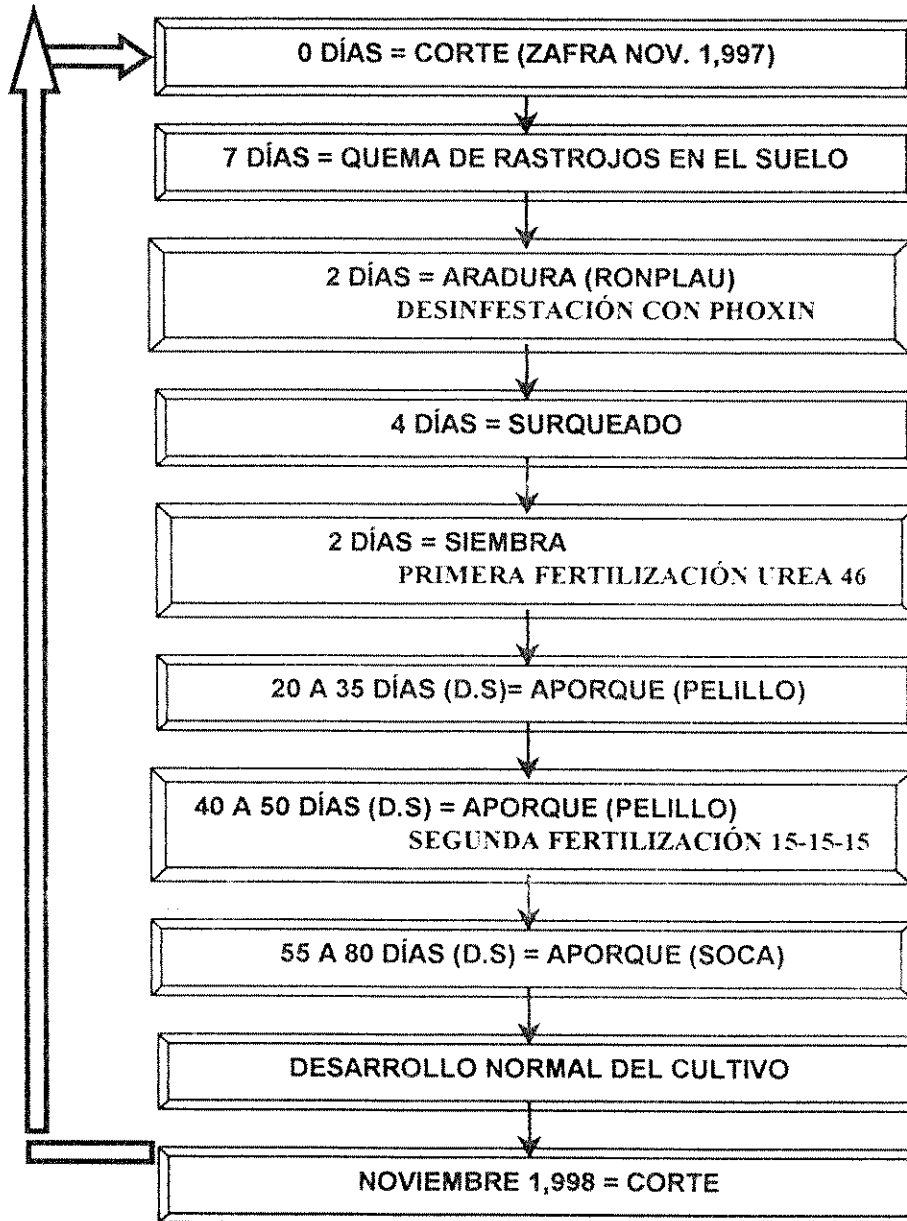 0 DÍAS = CORTE (ZAFRA NOV. 1,997)
7 DÍAS = QUEMA DE RASTROJOS EN EL SUELO
2 DÍAS = ARADURA (RONPLAU)
DESINFESTACIÓN CON PHOXIN
4 DÍAS = SURQUEADO
2 DÍAS = SIEMBRA
PRIMERA FERTILIZACIÓN UREA 46
20 A 35 DÍAS (D.S)= APORQUE (PELILLO)
40 A 50 DÍAS (D.S) = APORQUE (PELILLO)
SEGUNDA FERTILIZACIÓN 15-15-15
55 A 80 DÍAS (D.S) = APORQUE (SOCA)
DESARROLLO NORMAL DEL CULTIVO
NOVIEMBRE 1,998 = CORTE